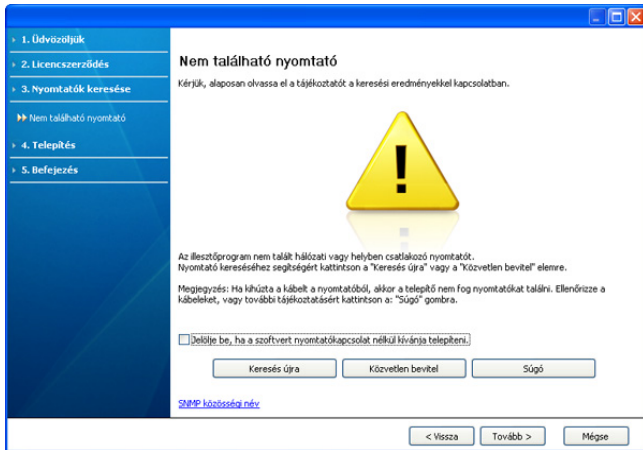 1. Üdvözöljük
2. Licencszerződés
3. Nyomtatók keresése
Nem található nyomtató
4. Telepítés
5. Befejezés
Nem található nyomtató
Kérjük, alaposan olvassa el a tájékoztatót a keresési eredményekkel kapcsolatban.
Az illesztőprogram nem talált hálózati vagy helyben csatlakozó nyomtatót.
Nyomtató kereséséhez segítségért kattintson a "Keresés újra" vagy a "Közvetlen bevitel" elemre.
Megjegyzés: Ha kihúzta a kábelt a nyomtatóból, akkor a telepítő nem fog nyomtatókat találni. Ellenőrizze a
kábeleket, vagy további tájékoztatásért kattintson a: "Súgó" gombra.
Jelölje be, ha a szoftvert nyomtatókapcsolat nélkül kívánja telepíteni.
Keresés újra
Közvetlen bevitel
Súgó
SNMP közösségi név
< Vissza
Tovább >
Mégse